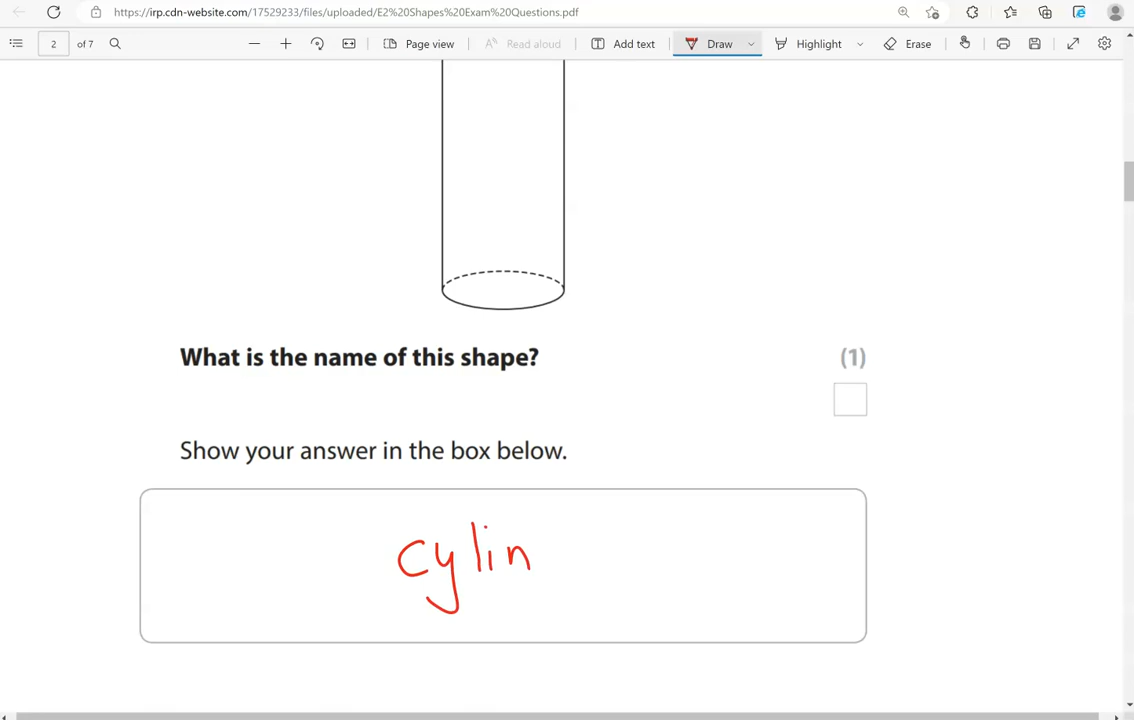 https://irp.cdn-website.com/17529233/files/uploaded/E2%20Shapes%20Exam%20Questions.pdf
2 of 7 Page view Read aloud Add text Draw Highlight Erase
What is the name of this shape? (1)
Show your answer in the box below.
Cylin